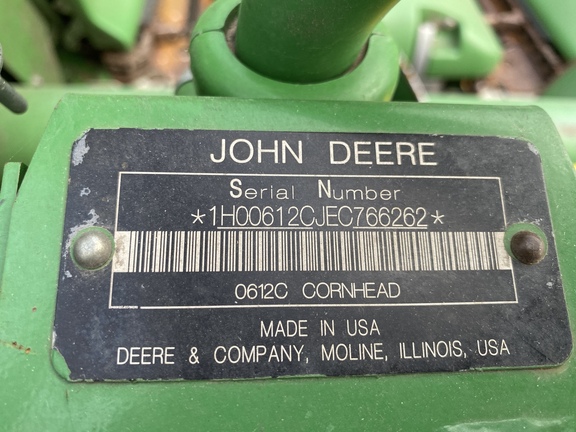 JOHN DEERE
Serial Number
*1H00612CJEC766262*
0612C CORNHEAD
MADE IN USA
DEERE & COMPANY, MOLINE, ILLINOIS, USA